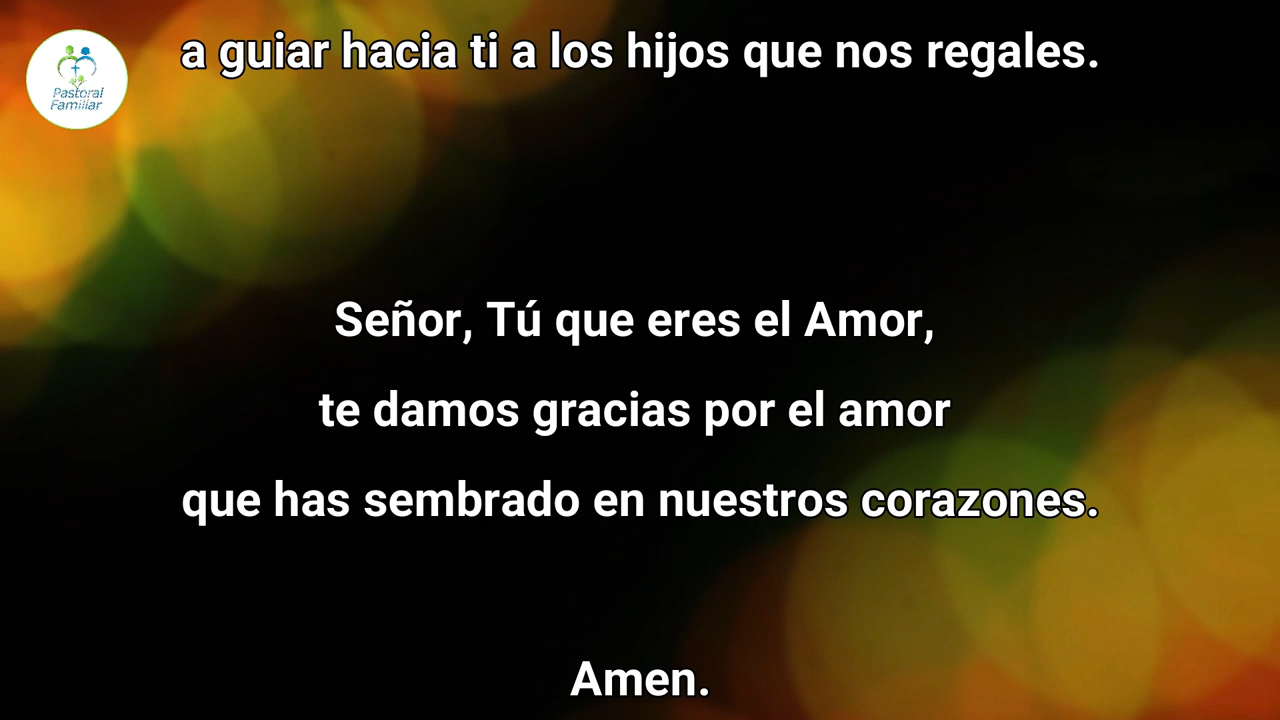 a guiar hacia ti a los hijos que nos regales.
Pastoral
Familiar
Señor, Tú que eres el Amor,
te damos gracias por el amor
que has sembrado en nuestros corazones.
Amen.